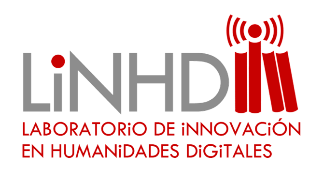 LiNHD
LABORATORiO DE iNNOVACiÓN
EN HUMANiDADES DiGiTALES